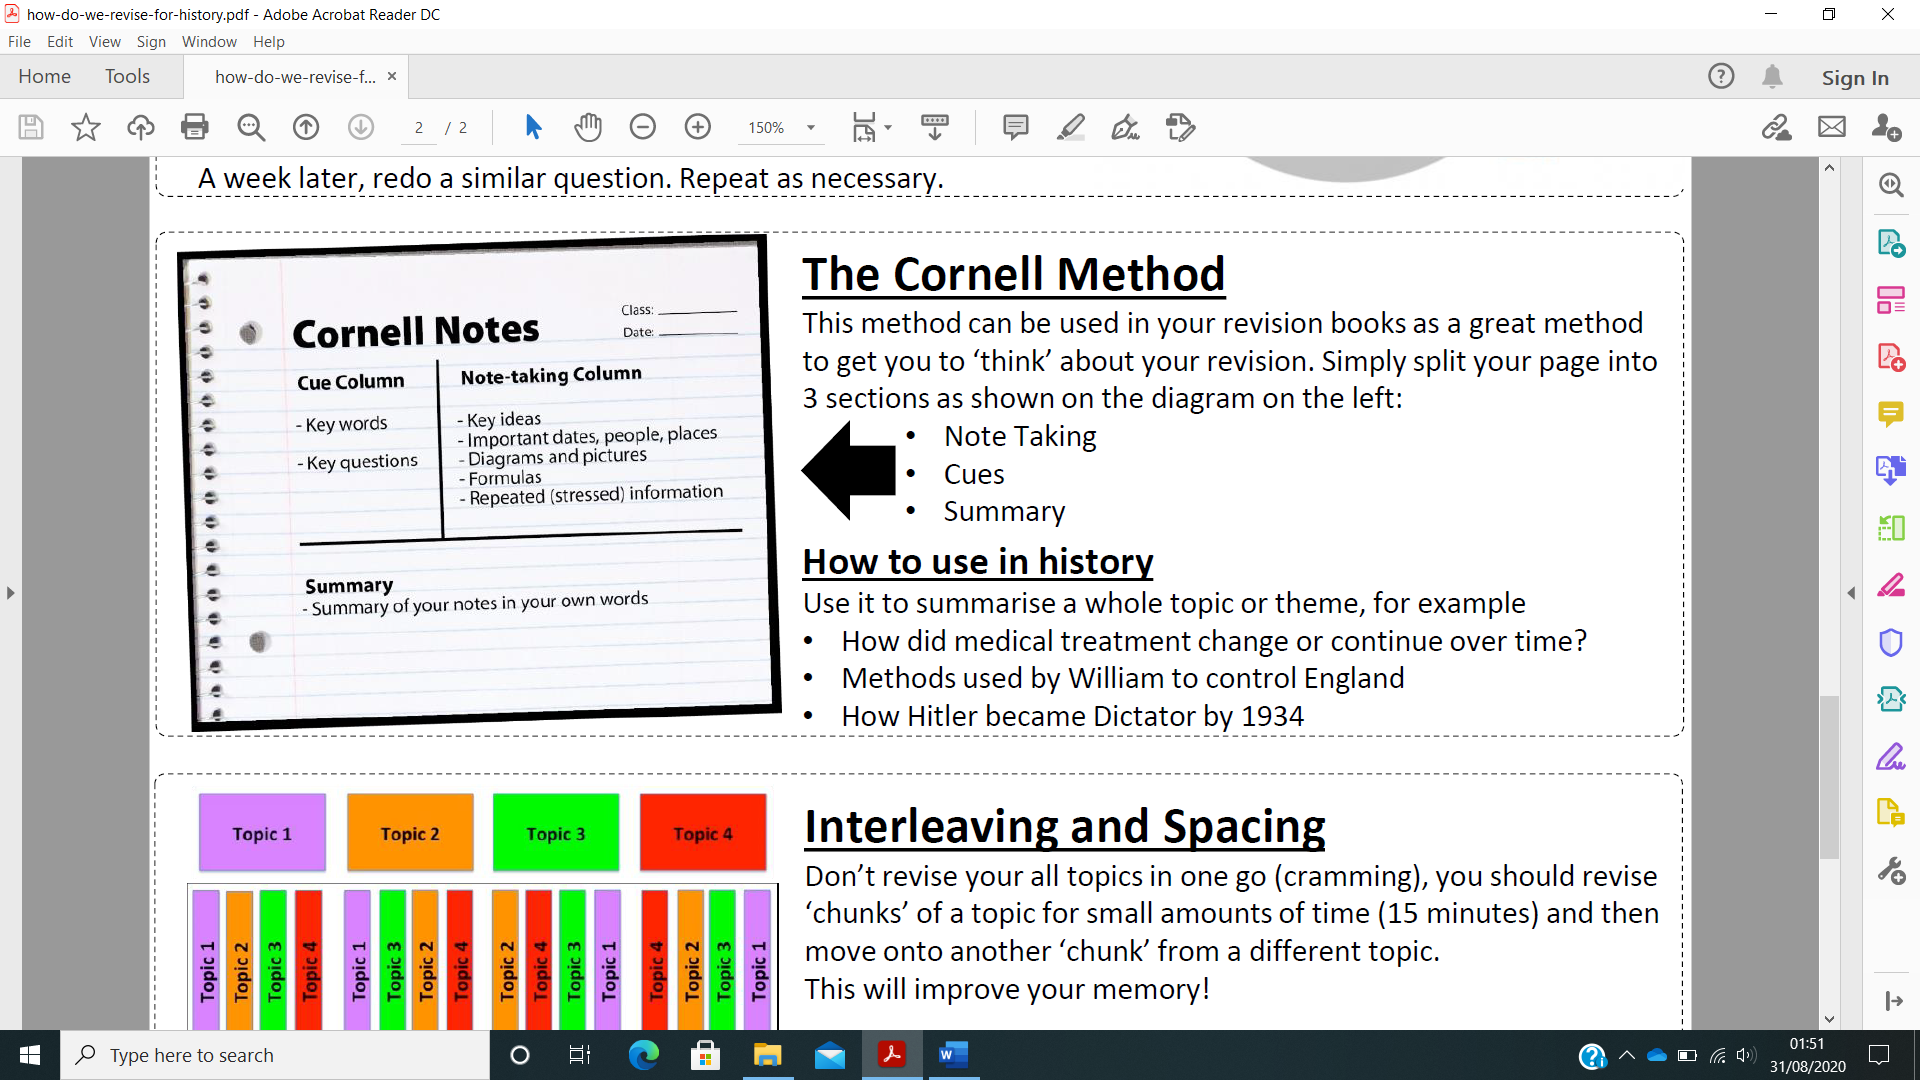 how-do-we-revise-for-history.pdf - Adobe Acrobat Reader DC
File Edit View Sign Window Help
Home Tools how-do-we-revise-f... × Sign In
2 / 2 150%
A week later, redo a similar question. Repeat as necessary.
Class:
Date:
Cornell Notes
Cue Column
- Key words
- Key questions
Note-taking Column
- Key ideas
- Important dates, people, places
- Diagrams and pictures
- Formulas
- Repeated (stressed) information
Summary
- Summary of your notes in your own words
The Cornell Method
This method can be used in your revision books as a great method
to get you to ‘think’ about your revision. Simply split your page into
3 sections as shown on the diagram on the left:
• Note Taking
• Cues
• Summary
How to use in history
Use it to summarise a whole topic or theme, for example
• How did medical treatment change or continue over time?
• Methods used by William to control England
• How Hitler became Dictator by 1934
Topic 1 Topic 2 Topic 3 Topic 4
Topic 1 Topic 2 Topic 3 Topic 4 Topic 1 Topic 3 Topic 2 Topic 4 Topic 2 Topic 4 Topic 3 Topic 1 Topic 4 Topic 2 Topic 3 Topic 1
Interleaving and Spacing
Don’t revise your all topics in one go (cramming), you should revise
‘chunks’ of a topic for small amounts of time (15 minutes) and then
move onto another ‘chunk’ from a different topic.
This will improve your memory!
Type here to search
01:51
31/08/2020